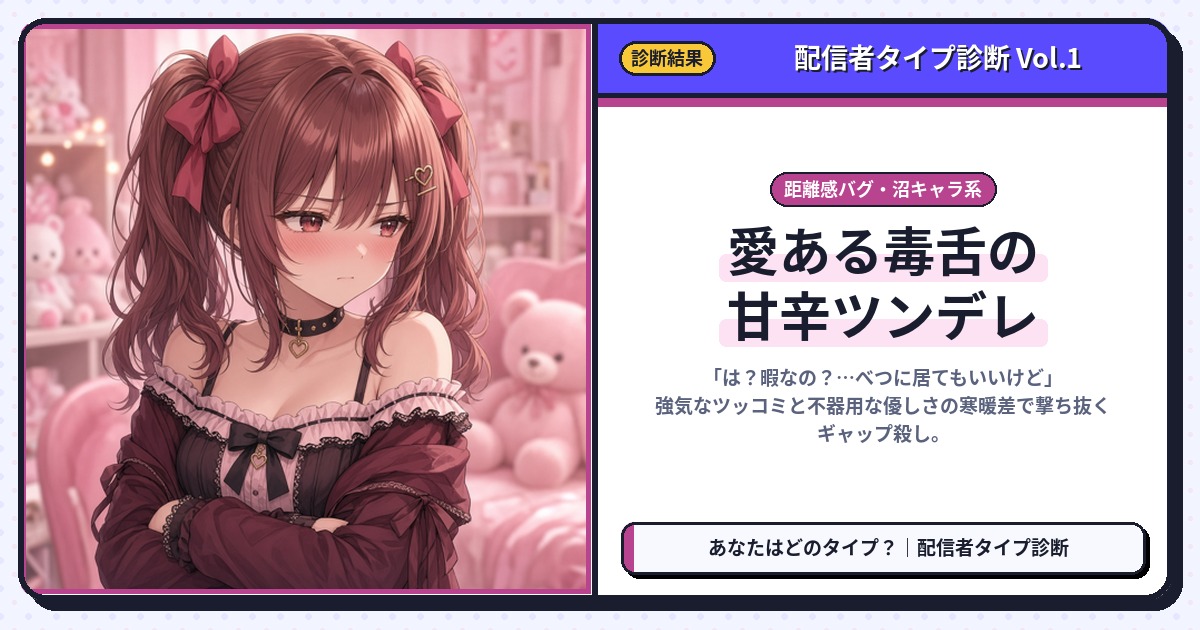 診断結果
配信者タイプ診断 Vol.1
距離感バグ・沼キャラ系
愛ある毒舌の
甘辛ツンデレ
「は？暇なの？…べつに居てもいいけど」
強気なツッコミと不器用な優しさの寒暖差で撃ち抜く
ギャップ殺し。
あなたはどのタイプ？｜配信者タイプ診断